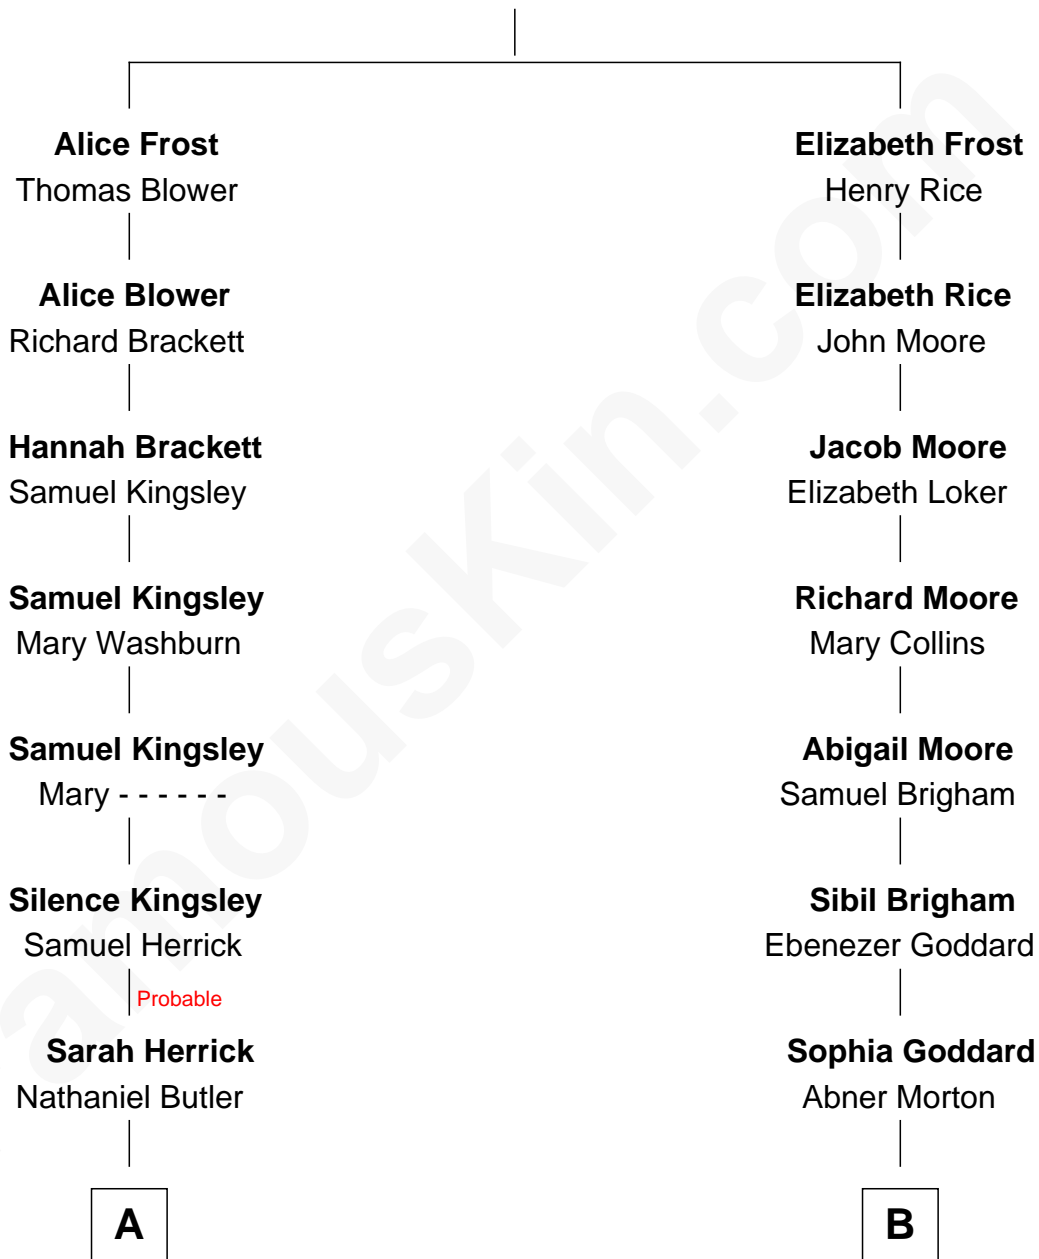 Alice Frost
Thomas Blower
Elizabeth Frost
Henry Rice
Alice Blower
Richard Brackett
Elizabeth Rice
John Moore
Hannah Brackett
Samuel Kingsley
Jacob Moore
Elizabeth Loker
Samuel Kingsley
Mary Washburn
Richard Moore
Mary Collins
Samuel Kingsley
Mary - - - - - -
Abigail Moore
Samuel Brigham
Silence Kingsley
Samuel Herrick
Sibil Brigham
Ebenezer Goddard
Probable
Sarah Herrick
Nathaniel Butler
Sophia Goddard
Abner Morton
A
B
amousKin.com